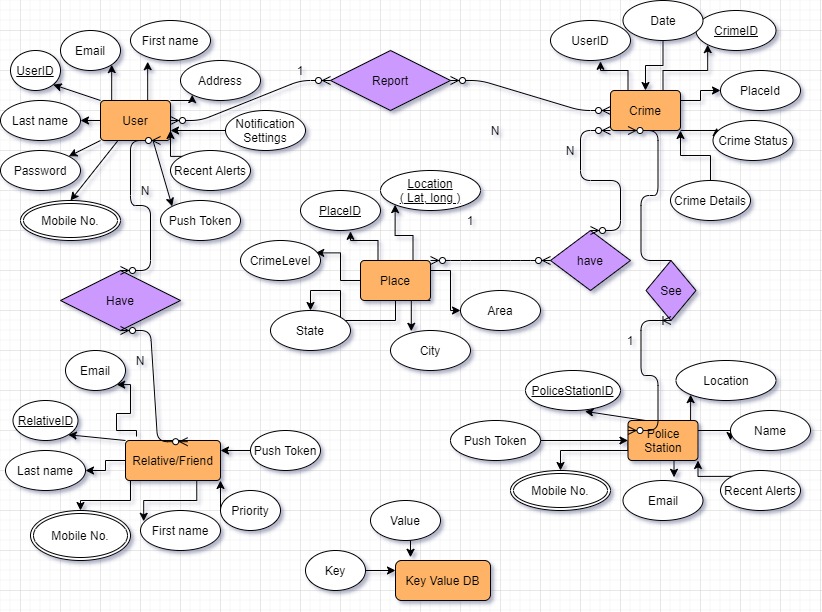 Date
CrimeID
UserID
First name
Email
UserID
Address
1
Report
PlaceId
Last name
User
Notification
Settings
Crime
N
Crime Status
N
Password
Recent Alerts
Crime Details
N
Location
( Lat, long )
Mobile No.
Push Token
PlaceID
1
CrimeLevel
Place
have
See
Have
Area
State
City
1
N
Email
PoliceStationID
Location
RelativeID
Push Token
Push Token
Police
Station
Name
Last name
Relative/Friend
Mobile No.
Email
Recent Alerts
Mobile No.
First name
Priority
Value
Key
Key Value DB